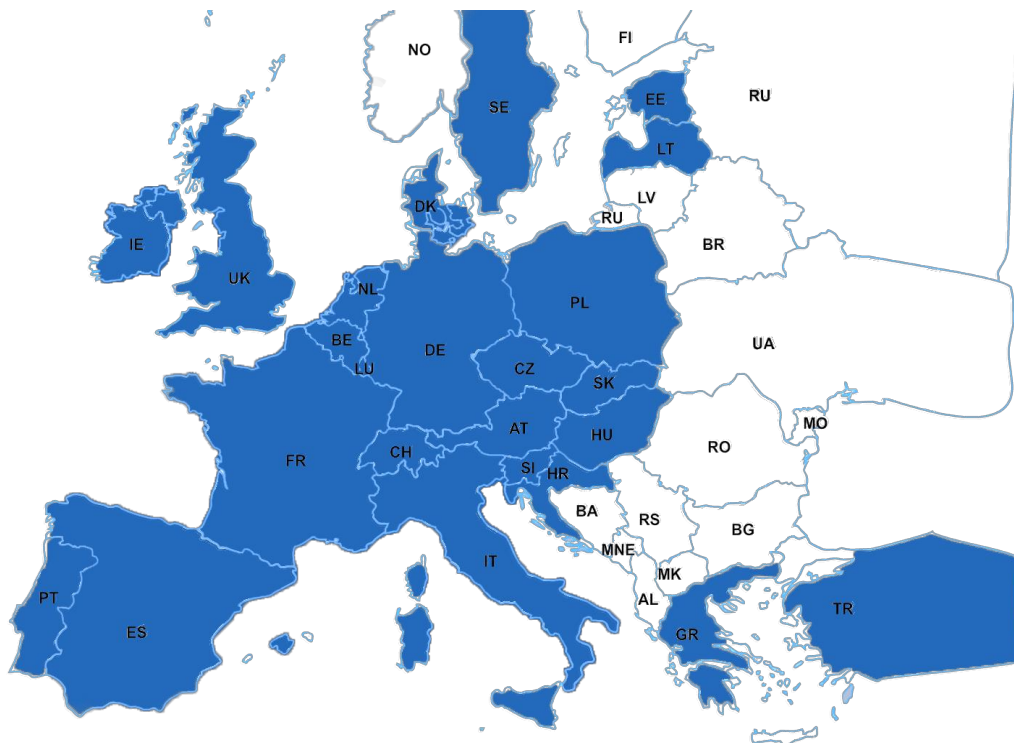 NO
FI
RU
SE
EE
LT
LV
RU
DK
BR
IE
UK
NL
PL
BE
DE
UA
LU
CZ
SK
AT
HU
MO
CH
RO
FR
SI
HR
BA
RS
BG
MNE
IT
MK
PT
AL
TR
ES
GR